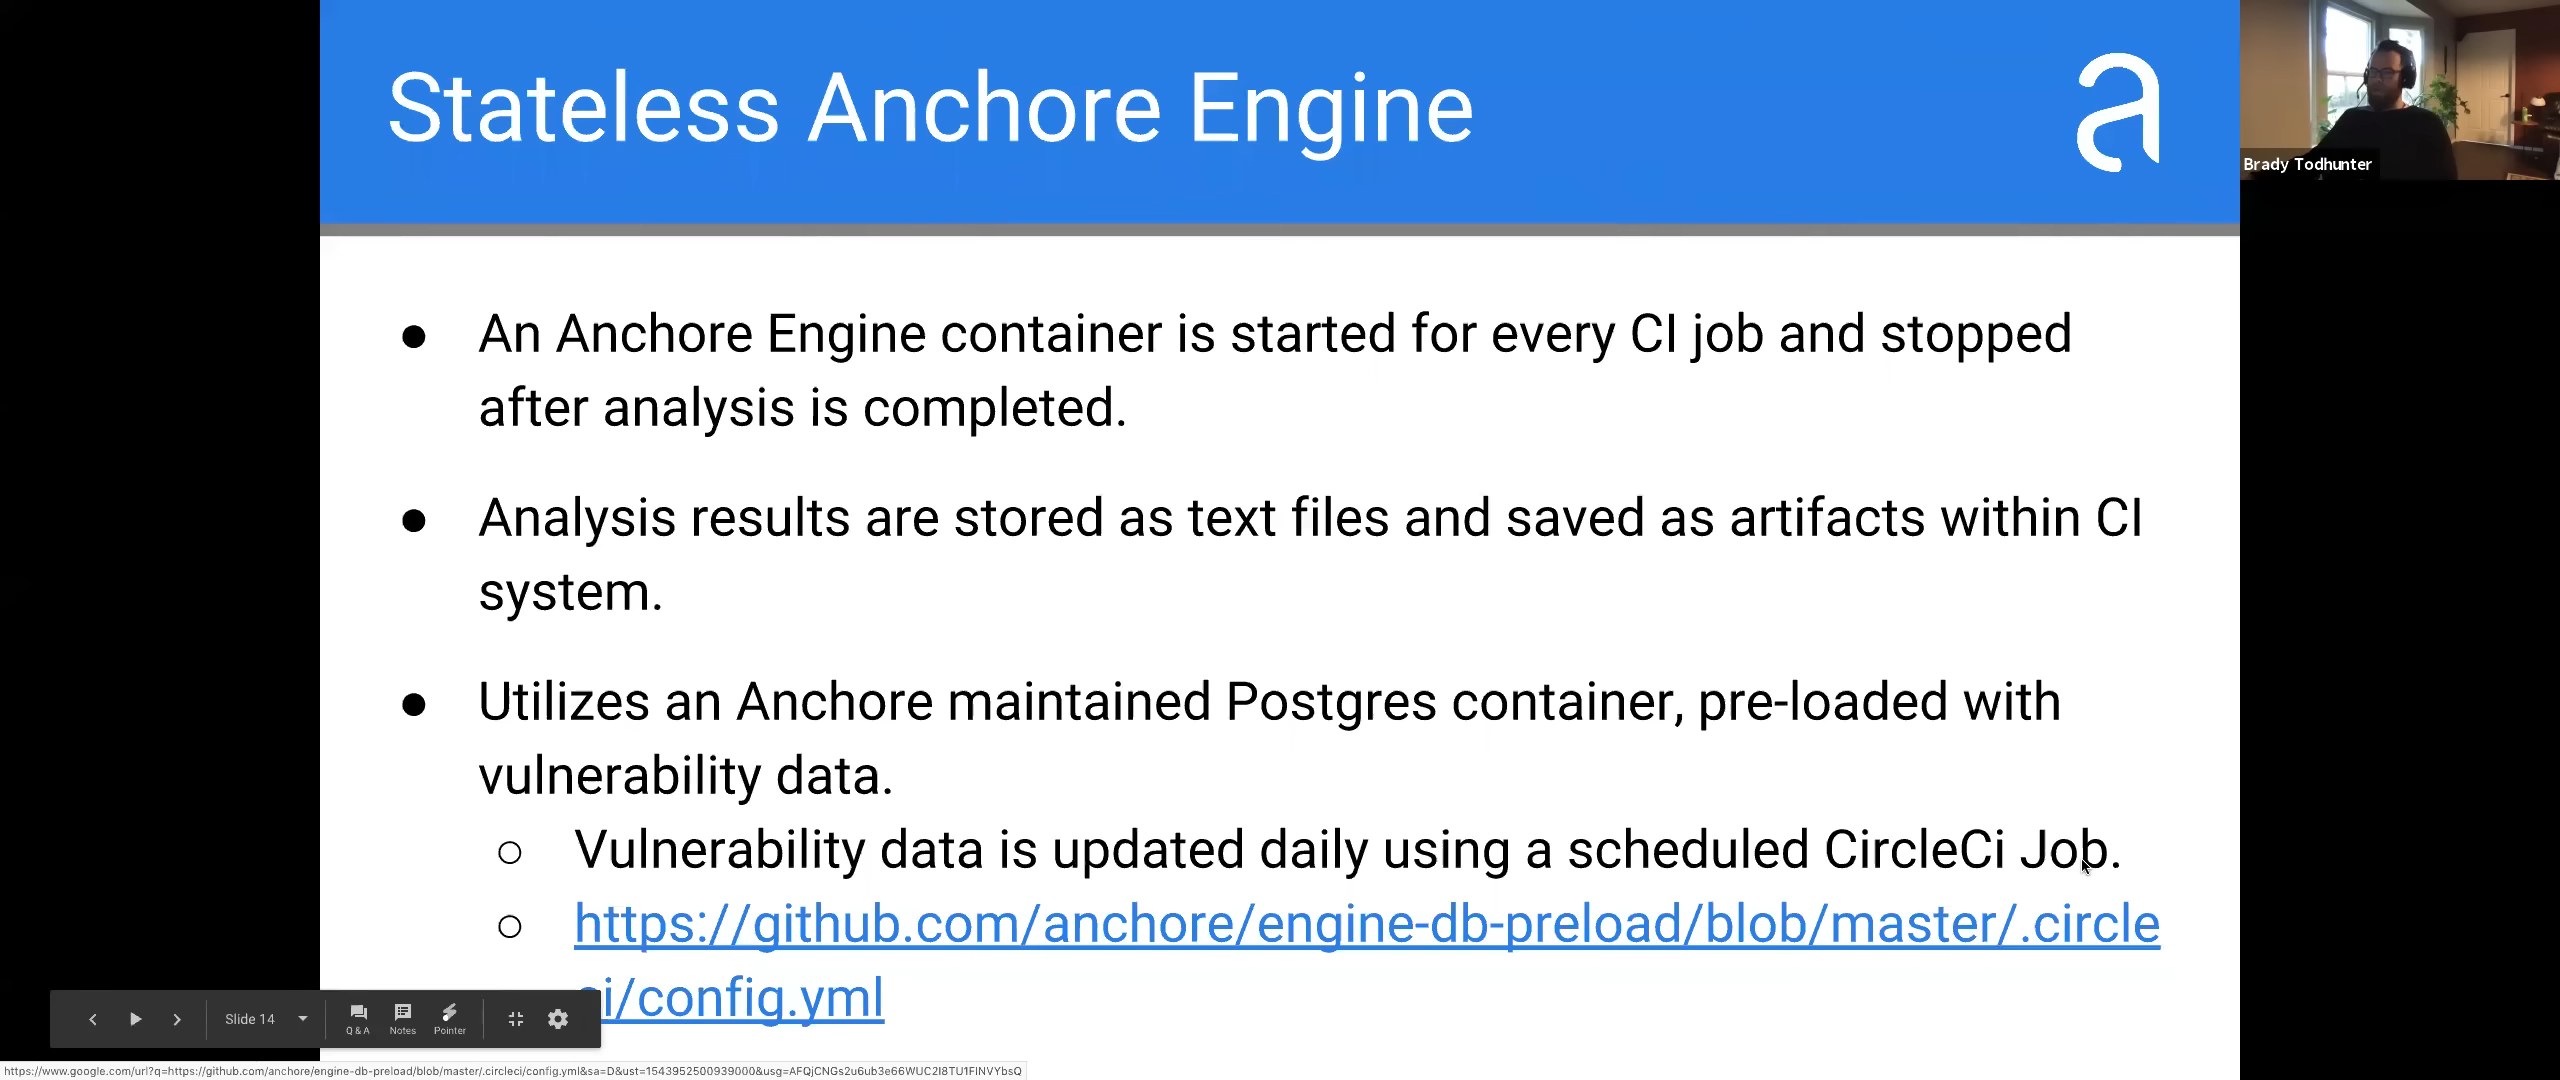 Stateless Anchore Engine
Brady Todhunter
● An Anchore Engine container is started for every CI job and stopped
after analysis is completed.
● Analysis results are stored as text files and saved as artifacts within CI
system.
● Utilizes an Anchore maintained Postgres container, pre-loaded with
vulnerability data.
○ Vulnerability data is updated daily using a scheduled CircleCi Job.
○ https://github.com/anchore/engine-db-preload/blob/master/.circle
ci/config.yml
Slide 14
Q & A
Notes
Pointer
https://www.google.com/url?q=https://github.com/anchore/engine-db-preload/blob/master/.circleci/config.yml&sa=D&ust=1543952500939000&usg=AFQjCNGs2u6ub3e66WUC2I8TU1FINVYbsQ